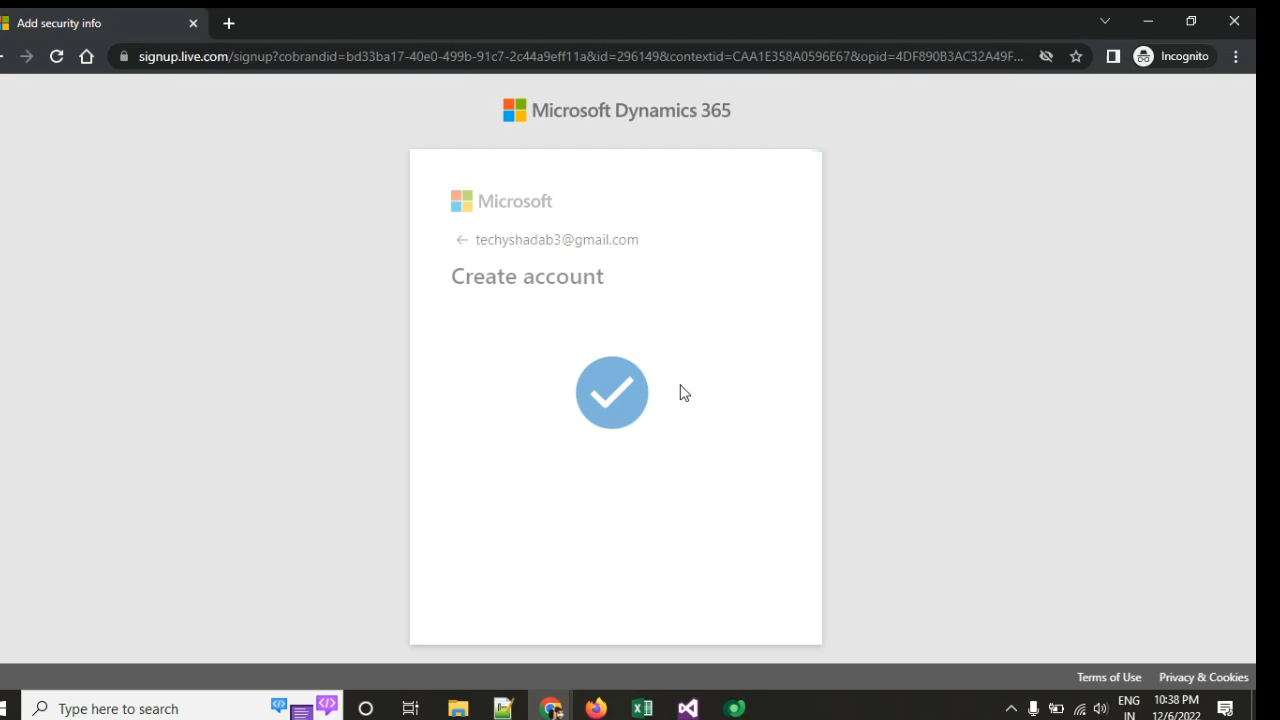 Add security info
signup.live.com/signup?cobrandid=bd33ba17-40e0-499b-91c7-2c44a9eff11a&id=296149&contextid=CAA1E358A0596E67&opid=4DF890B3AC32A49F...
Incognito
Microsoft Dynamics 365
Microsoft
techyshadab3@gmail.com
Create account
Terms of Use
Privacy & Cookies
Type here to search
ENG
IN
10:38 PM
12/6/2022